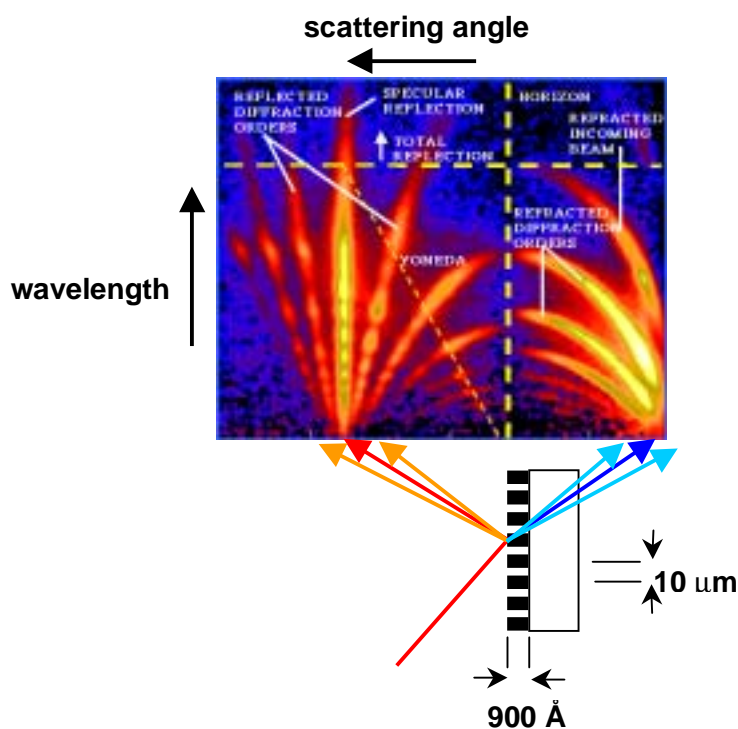 scattering angle
REFLECTED
DIFFRACTION
ORDERS
SPECULAR
REFLECTION
TOTAL
REFLECTION
HORIZON
REFRACTED
INCOMING
BEAM
REFRACTED
DIFFRACTION
ORDERS
YONEDA
wavelength
10 μm
900 Å